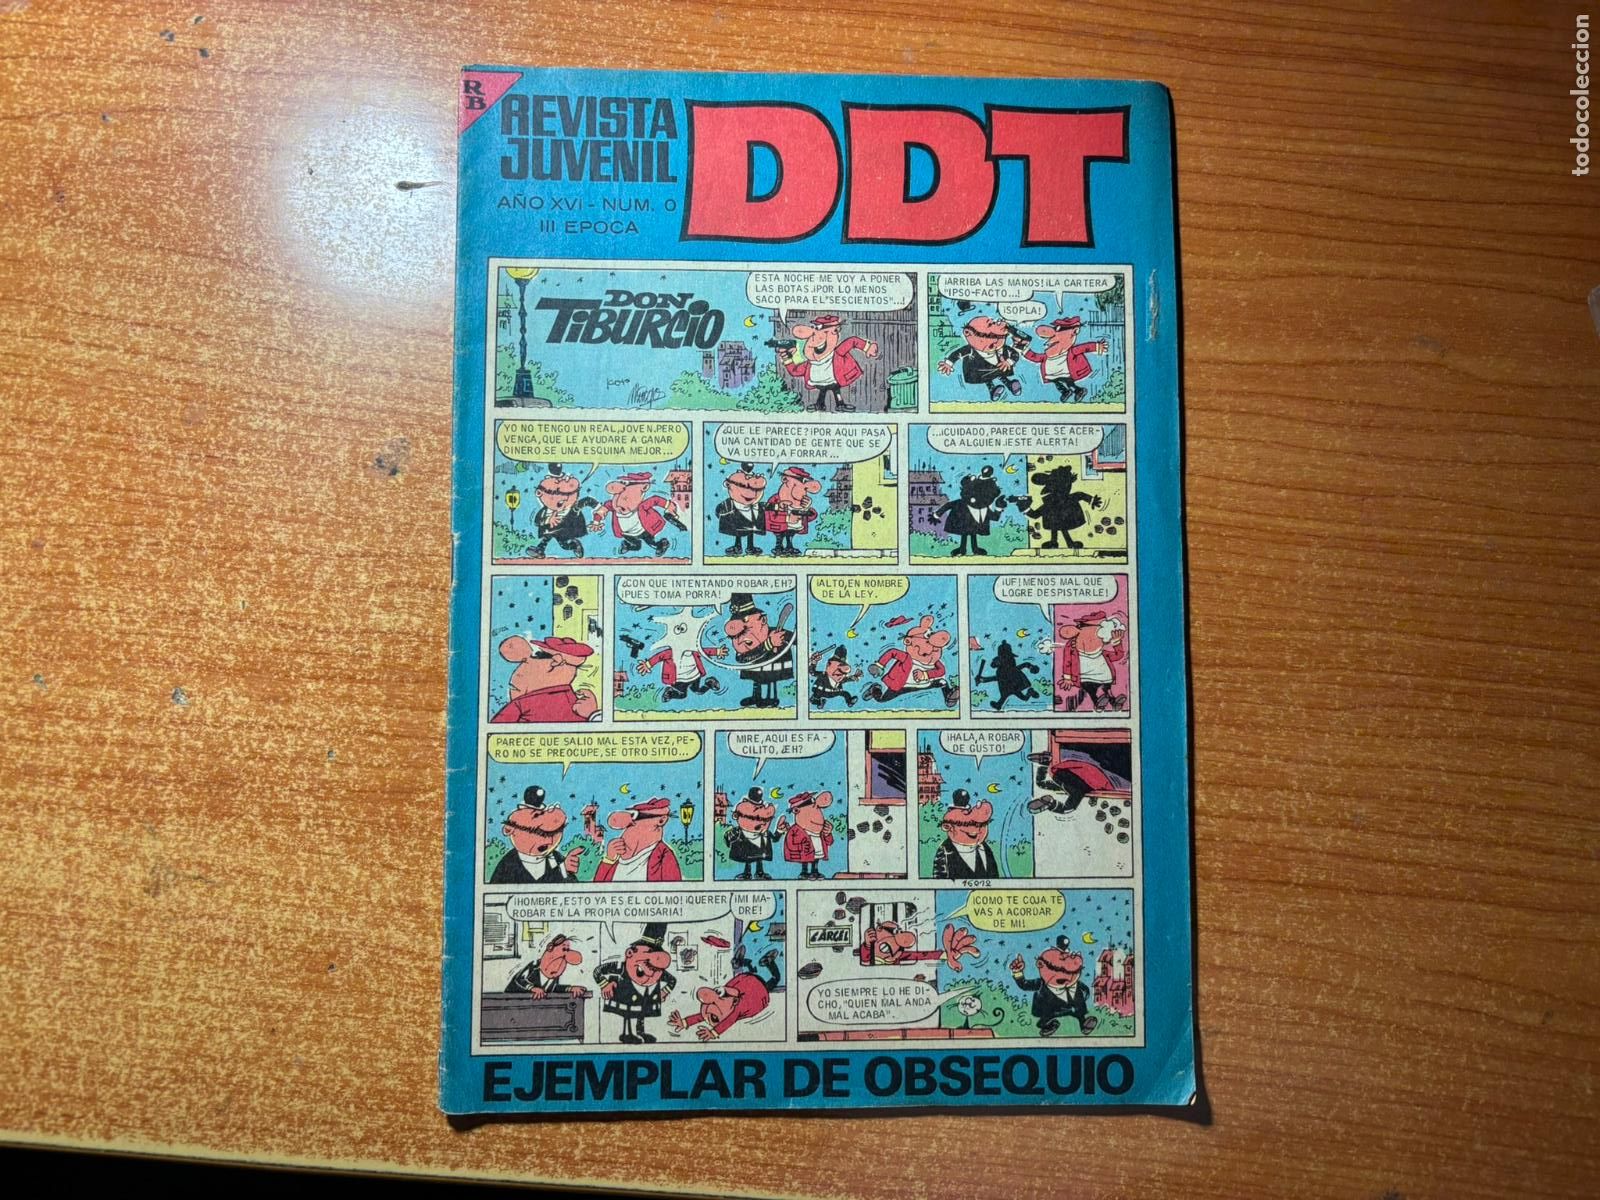 RB
REVISTA
JUVENIL
AÑO XVI - NUM. 0
III EPOCA
DDT
DON
TIBURCIO
ESTA NOCHE ME VOY A PONER
LAS BOTAS.¡POR LO MENOS
SACO PARA EL "SESCIENTOS"...!
¡ARRIBA LAS MANOS!¡LA CARTERA
"IPSO-FACTO...!
¡SOPLA!
YO NO TENGO UN REAL,JOVEN.PERO
VENGA,QUE LE AYUDARE A GANAR
DINERO.SE UNA ESQUINA MEJOR...
¿QUE LE PARECE?¡POR AQUI PASA
UNA CANTIDAD DE GENTE QUE SE
VA USTED,A FORRAR...
...¡CUIDADO,PARECE QUE SE ACER-
CA ALGUIEN.¡ESTE ALERTA!
¿CON QUE INTENTANDO ROBAR,EH?
¡PUES TOMA PORRA!
¡ALTO,EN NOMBRE
DE LA LEY.
¡UF!MENOS MAL QUE
LOGRE DESPISTARLE!
PARECE QUE SALIO MAL ESTA VEZ,PE-
RO NO SE PREOCUPE,SE OTRO SITIO...
MIRE,AQUI ES FA-
CILITO,¿EH?
¡HALA,A ROBAR
DE GUSTO!
15012
¡HOMBRE,ESTO YA ES EL COLMO!¡QUERER
ROBAR EN LA PROPIA COMISARIA!
¡MI MA-
DRE!
CARCEL
¡COMO TE COJA TE
VAS A ACORDAR
DE MI!
YO SIEMPRE LO HE DI-
CHO,"QUIEN MAL ANDA
MAL ACABA".
EJEMPLAR DE OBSEQUIO
todocoleccion